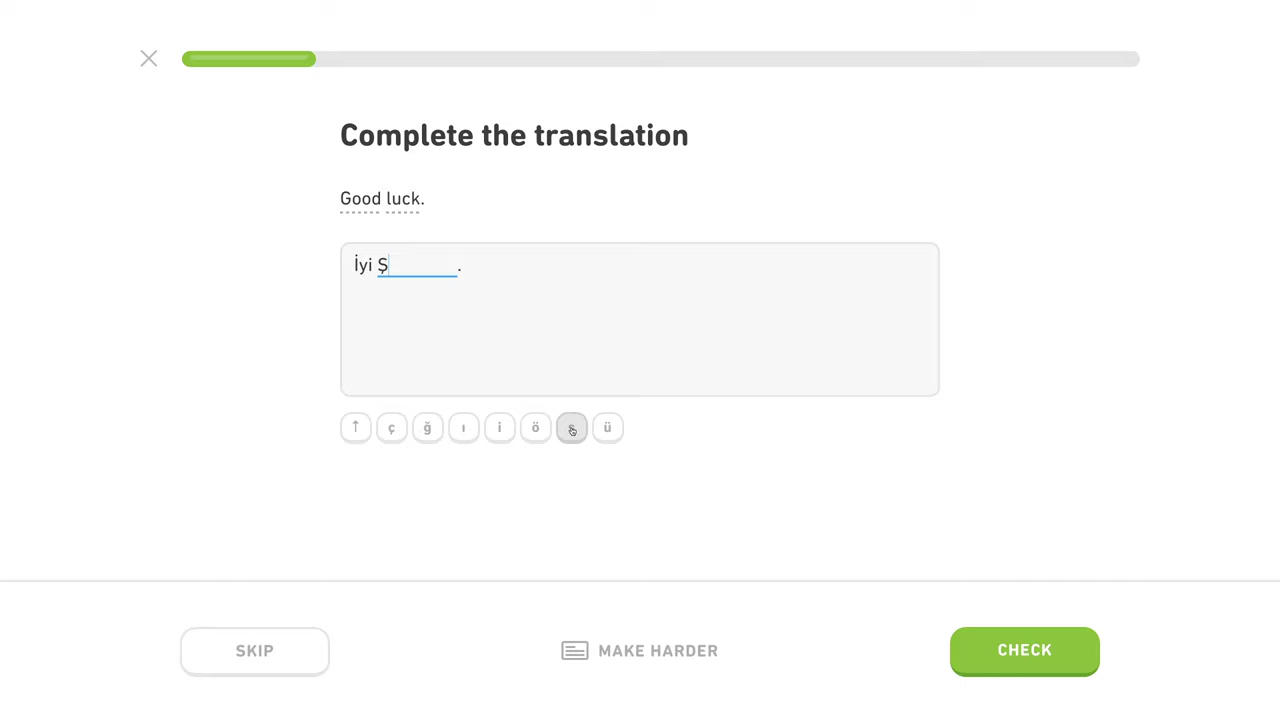 Complete the translation
Good luck.
İyi Ş.
↑ ç ğ ı i ö ş ü
SKIP
MAKE HARDER
CHECK